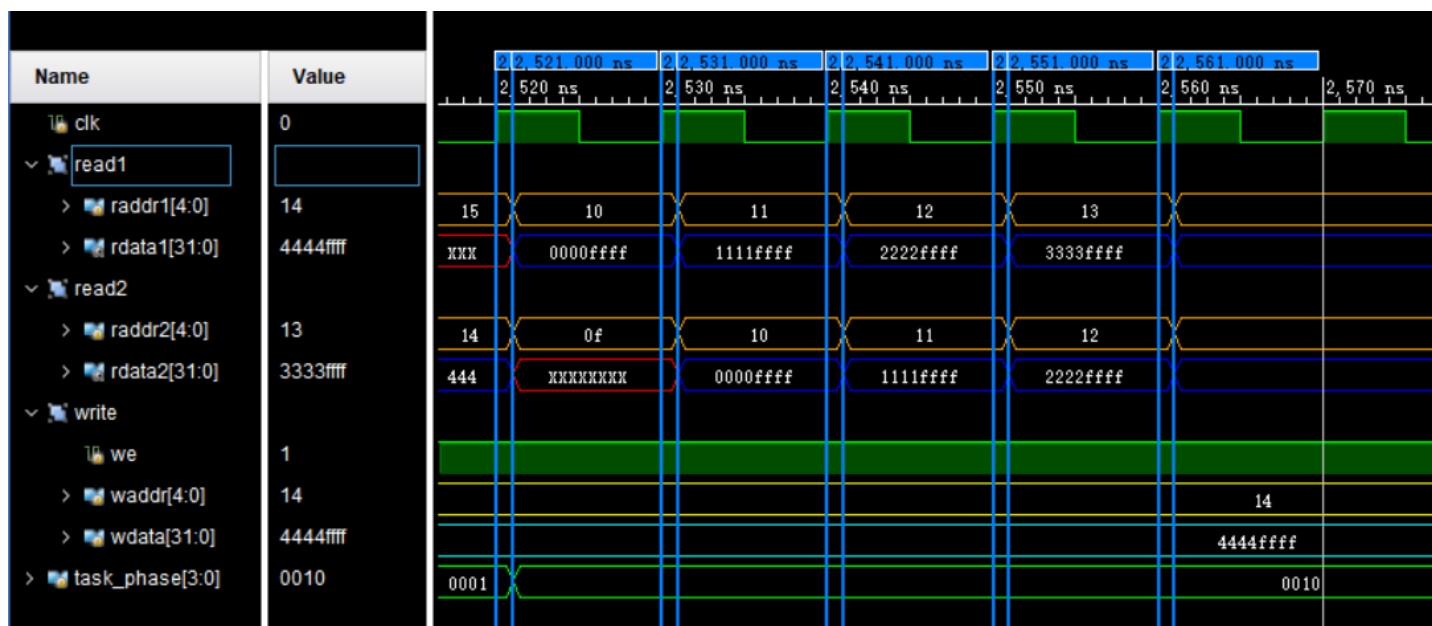 2 2,521.000 ns 2 2,531.000 ns 2 2,541.000 ns 2 2,551.000 ns 2 2,561.000 ns
Name Value 2,520 ns 2,530 ns 2,540 ns 2,550 ns 2,560 ns 2,570 ns
clk 0
read1
raddr1[4:0] 14 15 10 11 12 13
rdata1[31:0] 4444ffff XXX 0000ffff 1111ffff 2222ffff 3333ffff
read2
raddr2[4:0] 13 14 0f 10 11 12
rdata2[31:0] 3333ffff 444 XXXXXXXX 0000ffff 1111ffff 2222ffff
write
we 1
waddr[4:0] 14 14
wdata[31:0] 4444ffff 4444ffff
task_phase[3:0] 0010 0001 0010